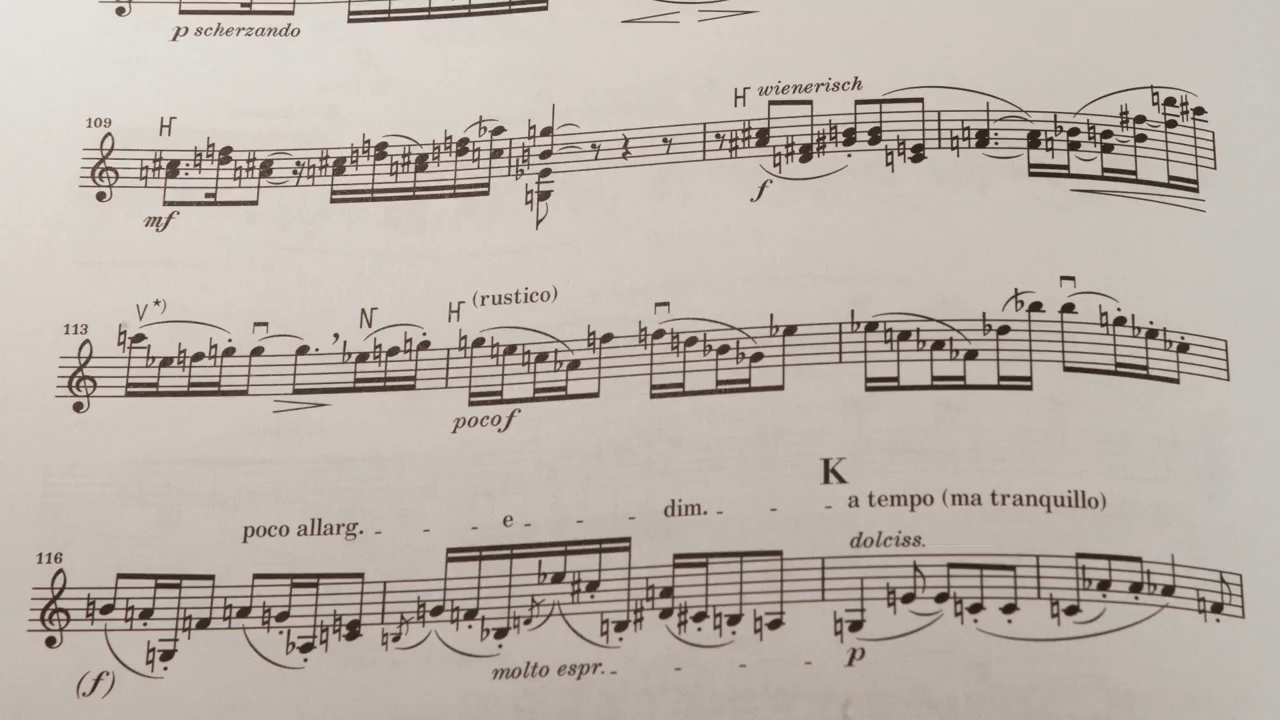 p scherzando
109
H wienerisch
mf
f
V *)
N
H (rustico)
113
poco f
K
poco allarg. - - - e - - - dim. - - - a tempo (ma tranquillo)
116
dolciss.
(f)
molto espr. - - - -
p